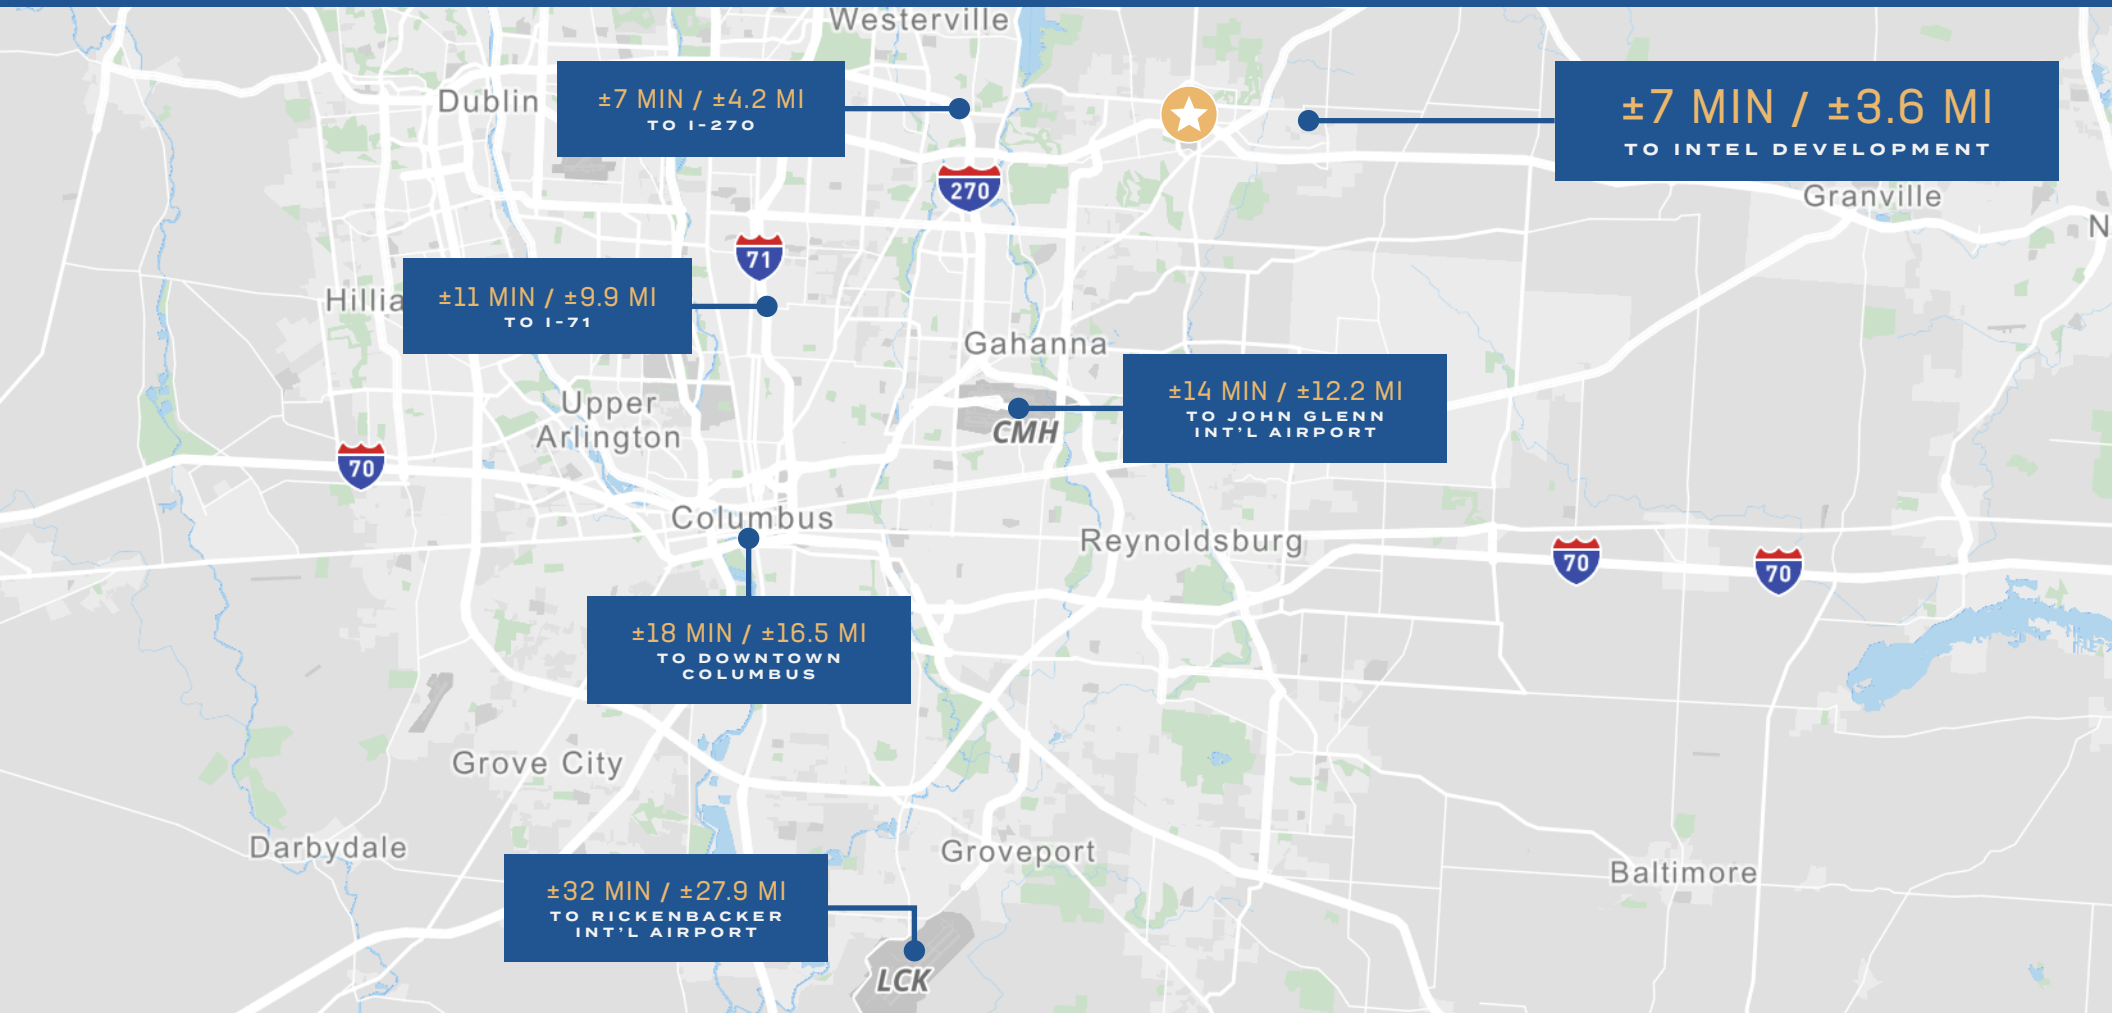 Westerville
Dublin
±7 MIN / ±4.2 MI
TO I-270
±7 MIN / ±3.6 MI
TO INTEL DEVELOPMENT
270
Granville
N
71
Hillia
±11 MIN / ±9.9 MI
TO I-71
Gahanna
Upper
Arlington
±14 MIN / ±12.2 MI
TO JOHN GLENN
INT'L AIRPORT
CMH
70
Columbus
Reynoldsburg
70
70
±18 MIN / ±16.5 MI
TO DOWNTOWN
COLUMBUS
Grove City
Darbydale
Groveport
Baltimore
±32 MIN / ±27.9 MI
TO RICKENBACKER
INT'L AIRPORT
LCK